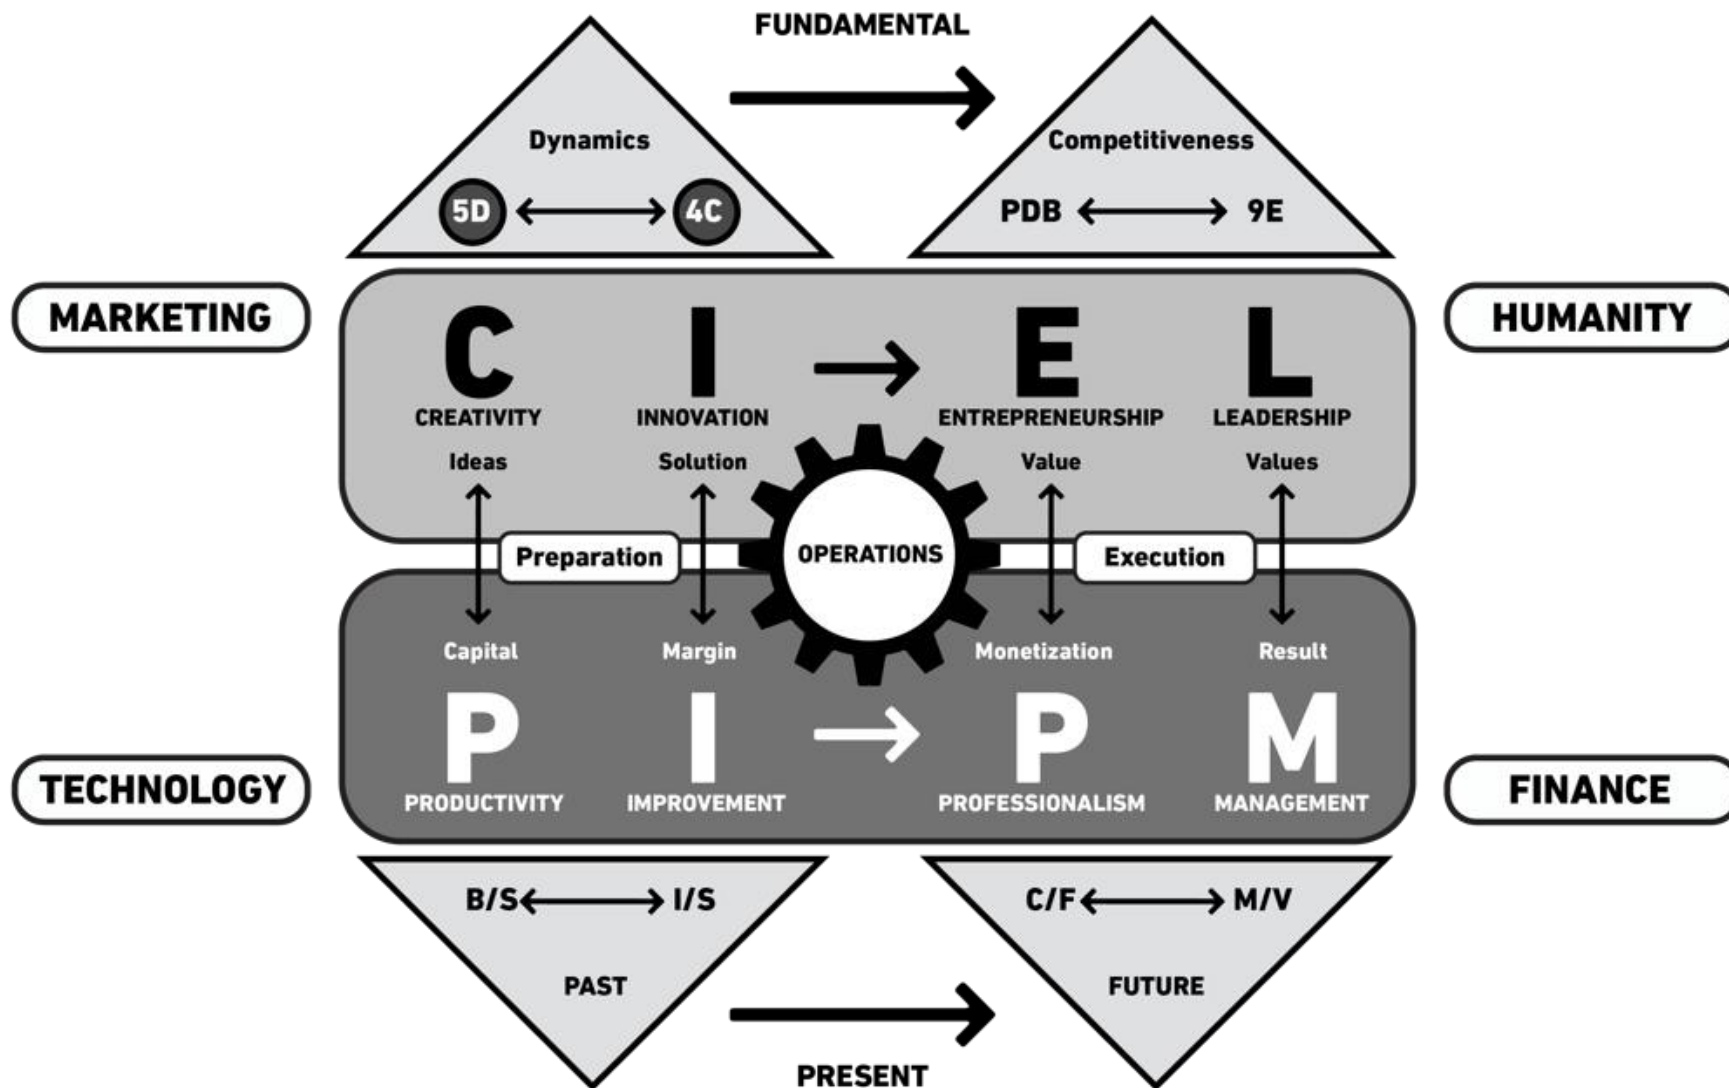 FUNDAMENTAL
Dynamics
Competitiveness
5D 4C
PDB 9E
MARKETING
HUMANITY
C I E L
CREATIVITY INNOVATION ENTREPRENEURSHIP LEADERSHIP
Ideas Solution Value Values
Preparation OPERATIONS Execution
Capital Margin Monetization Result
P I P M
TECHNOLOGY
FINANCE
PRODUCTIVITY IMPROVEMENT PROFESSIONALISM MANAGEMENT
B/S I/S
C/F M/V
PAST
FUTURE
PRESENT